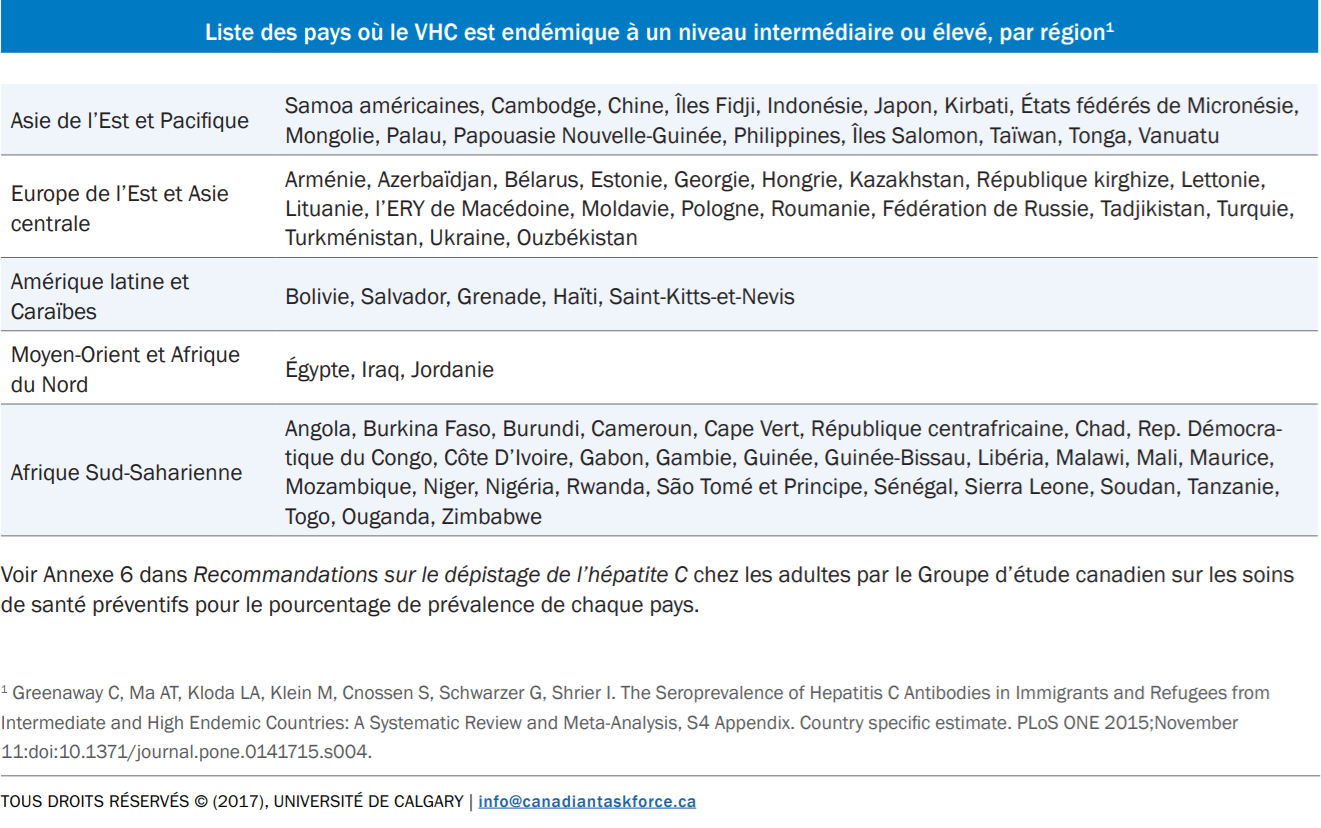 Liste des pays où le VHC est endémique à un niveau intermédiaire ou élevé, par région¹
Asie de l'Est et Pacifique
Samoa américaines, Cambodge, Chine, Îles Fidji, Indonésie, Japon, Kirbati, États fédérés de Micronésie,
Mongolie, Palau, Papouasie Nouvelle-Guinée, Philippines, Îles Salomon, Taïwan, Tonga, Vanuatu
Europe de l'Est et Asie
centrale
Arménie, Azerbaïdjan, Bélarus, Estonie, Georgie, Hongrie, Kazakhstan, République kirghize, Lettonie,
Lituanie, l'ERY de Macédoine, Moldavie, Pologne, Roumanie, Fédération de Russie, Tadjikistan, Turquie,
Turkménistan, Ukraine, Ouzbékistan
Amérique latine et
Caraïbes
Bolivie, Salvador, Grenade, Haïti, Saint-Kitts-et-Nevis
Moyen-Orient et Afrique
du Nord
Égypte, Iraq, Jordanie
Afrique Sud-Saharienne
Angola, Burkina Faso, Burundi, Cameroun, Cape Vert, République centrafricaine, Chad, Rep. Démocra-
tique du Congo, Côte D'Ivoire, Gabon, Gambie, Guinée, Guinée-Bissau, Libéria, Malawi, Mali, Maurice,
Mozambique, Niger, Nigéria, Rwanda, São Tomé et Principe, Sénégal, Sierra Leone, Soudan, Tanzanie,
Togo, Ouganda, Zimbabwe
Voir Annexe 6 dans Recommandations sur le dépistage de l'hépatite C chez les adultes par le Groupe d'étude canadien sur les soins
de santé préventifs pour le pourcentage de prévalence de chaque pays.
¹ Greenaway C, Ma AT, Kloda LA, Klein M, Cnossen S, Schwarzer G, Shrier I. The Seroprevalence of Hepatitis C Antibodies in Immigrants and Refugees from
Intermediate and High Endemic Countries: A Systematic Review and Meta-Analysis, S4 Appendix. Country specific estimate. PLoS ONE 2015;November
11:doi:10.1371/journal.pone.0141715.s004.
TOUS DROITS RÉSERVÉS © (2017), UNIVERSITÉ DE CALGARY | info@canadiantaskforce.ca